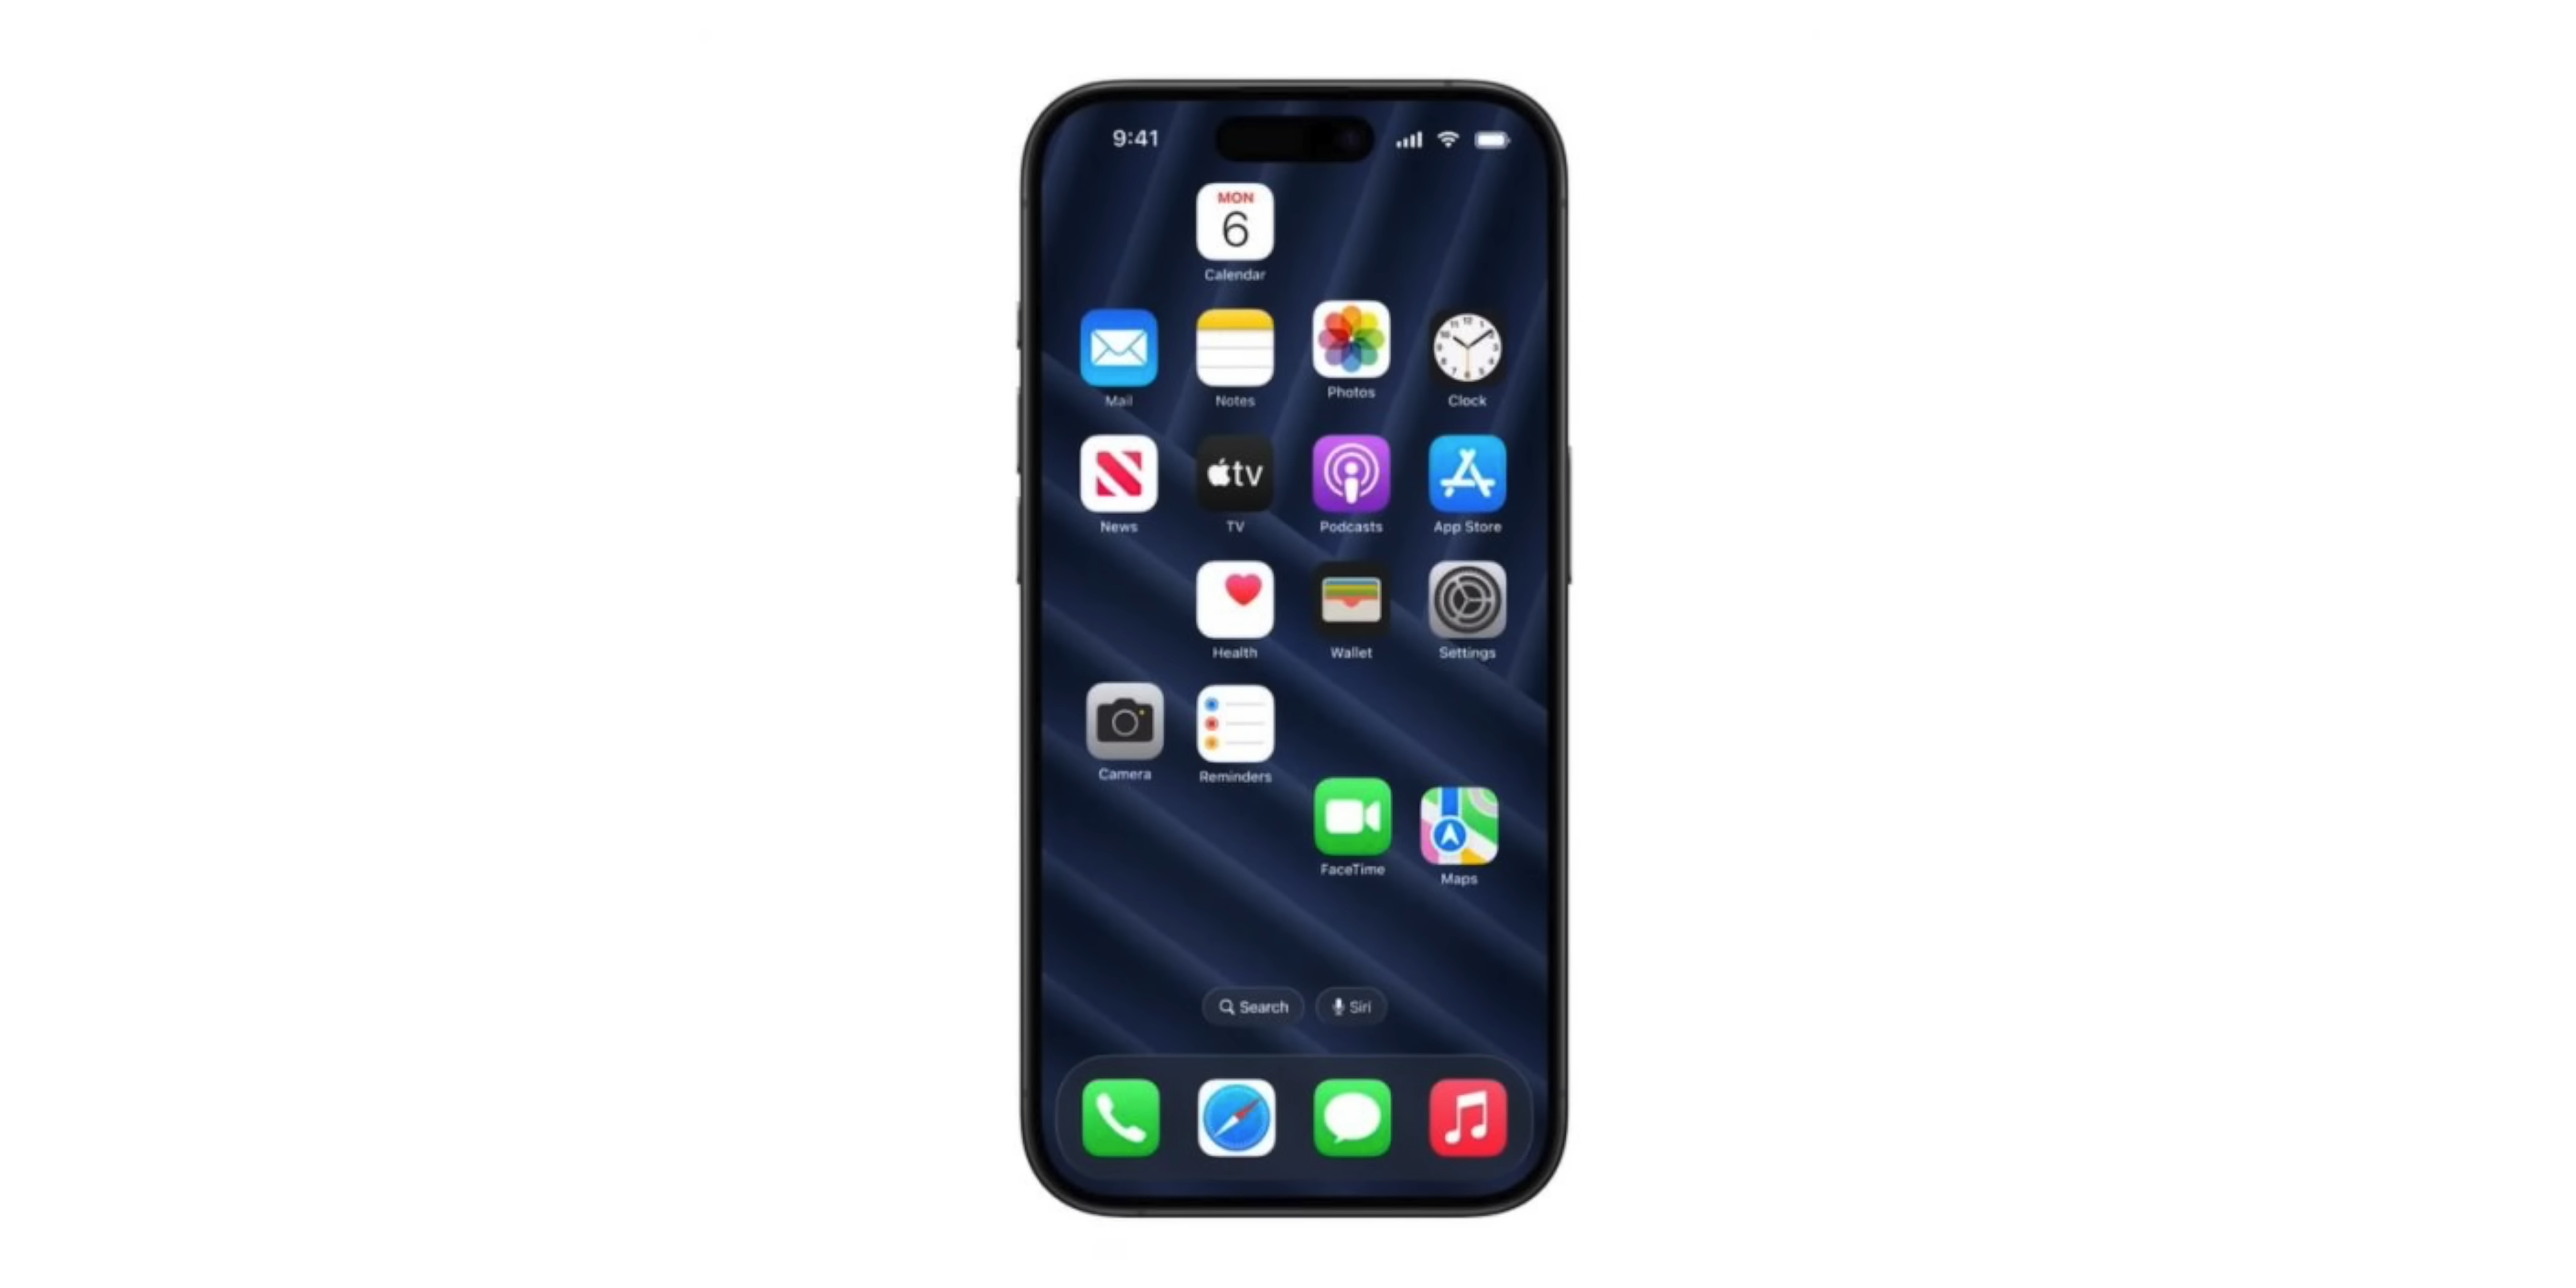 9:41
MON
6
Calendar
Mail
Notes
Photos
Clock
tv
News
TV
Podcasts
App Store
Health
Wallet
Settings
Camera
Reminders
FaceTime
Maps
Search
Siri